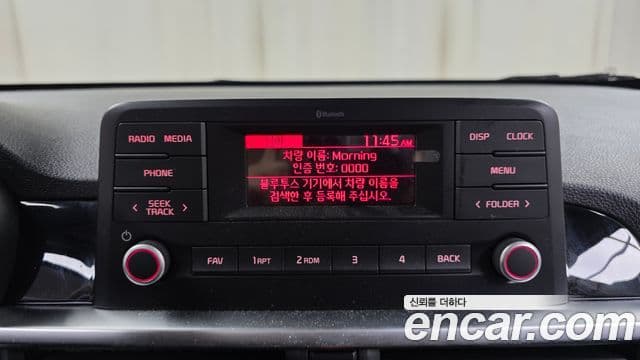 Bluetooth
RADIO MEDIA
PHONE
< SEEK TRACK >
11:45 AM
차량 이름: Morning
인증 번호: 0000
블루투스 기기에서 차량 이름을
검색한 후 등록해 주십시오.
DISP CLOCK
MENU
< FOLDER >
FAV 1 RPT 2 RDM 3 4 BACK
신뢰를 더하다
encar.com